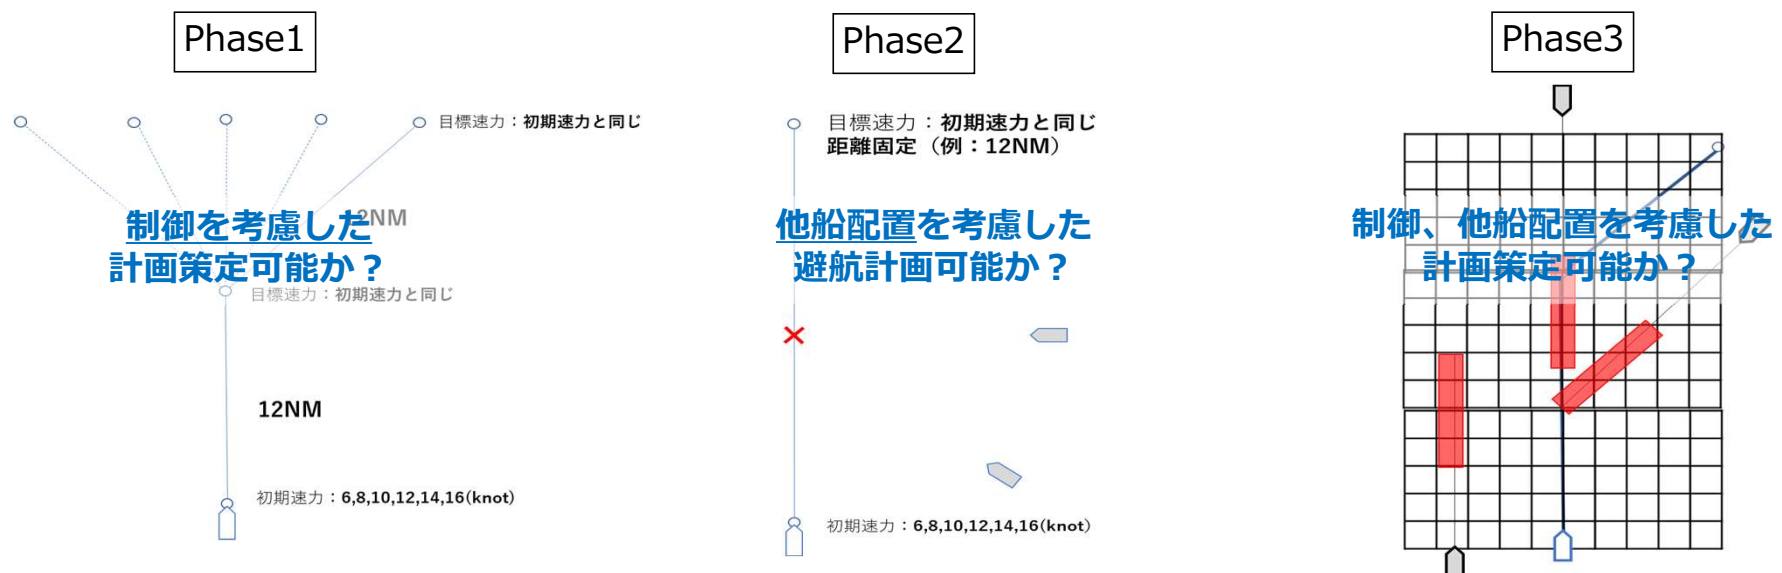 Phase1
目標速力：初期速力と同じ
2NM
制御を考慮した
計画策定可能か？
目標速力：初期速力と同じ
12NM
初期速力：6,8,10,12,14,16(knot)
Phase2
目標速力：初期速力と同じ
距離固定（例：12NM）
他船配置を考慮した
避航計画可能か？
初期速力：6,8,10,12,14,16(knot)
Phase3
制御、他船配置を考慮した
計画策定可能か？